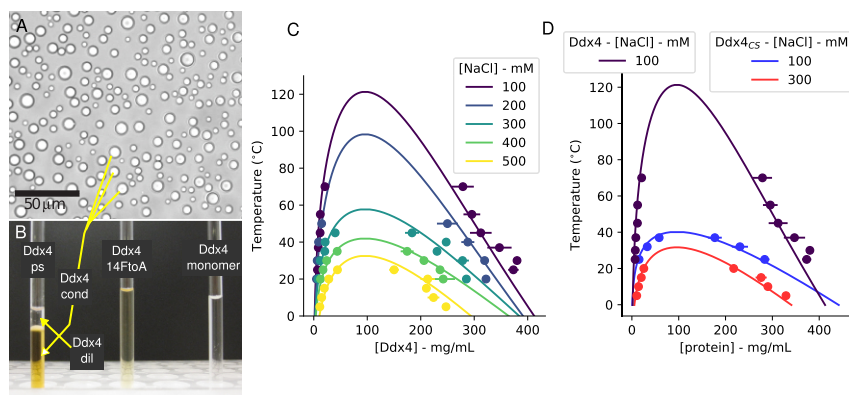 A
50 μm
B
Ddx4
ps
Ddx4
cond
Ddx4
dil
Ddx4
14FtoA
Ddx4
monomer
C
[NaCl] - mM
100
200
300
400
500
Temperature (°C)
120
100
80
60
40
20
0
0 100 200 300 400
[Ddx4] - mg/mL
D
Ddx4 - [NaCl] - mM
100
Ddx4CS - [NaCl] - mM
100
300
Temperature (°C)
120
100
80
60
40
20
0
0 100 200 300 400
[protein] - mg/mL